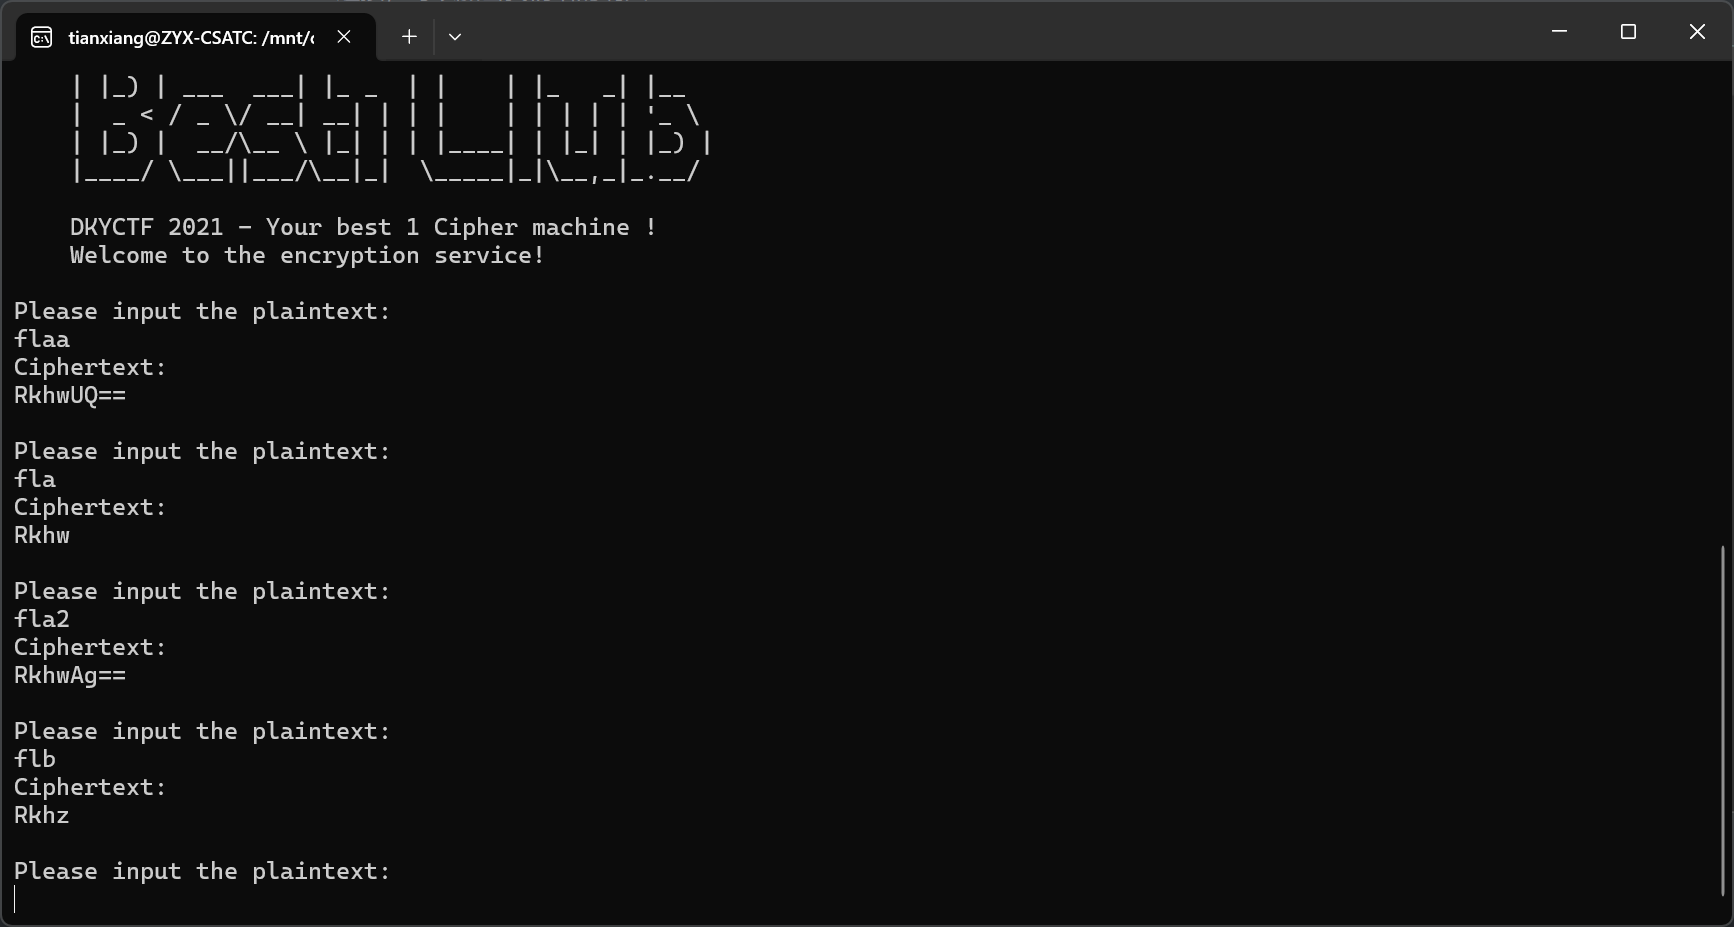 tianxiang@ZYX-CSATC: /mnt/
| |_) | ___  ___| |_ _  | |    | |_   _| |__
|  _ < / _ \/ __| __| | | |    | | | | | '_ \
| |_) |  __/\__ \ |_| | | |____| | |_| | |_) |
|____/ \___||___/\__|_|  \_____|_|\__,_|_.__/
DKYCTF 2021 - Your best 1 Cipher machine !
Welcome to the encryption service!
Please input the plaintext:
flaa
Ciphertext:
RkhwUQ==
Please input the plaintext:
fla
Ciphertext:
Rkhw
Please input the plaintext:
fla2
Ciphertext:
RkhwAg==
Please input the plaintext:
flb
Ciphertext:
Rkhz
Please input the plaintext: